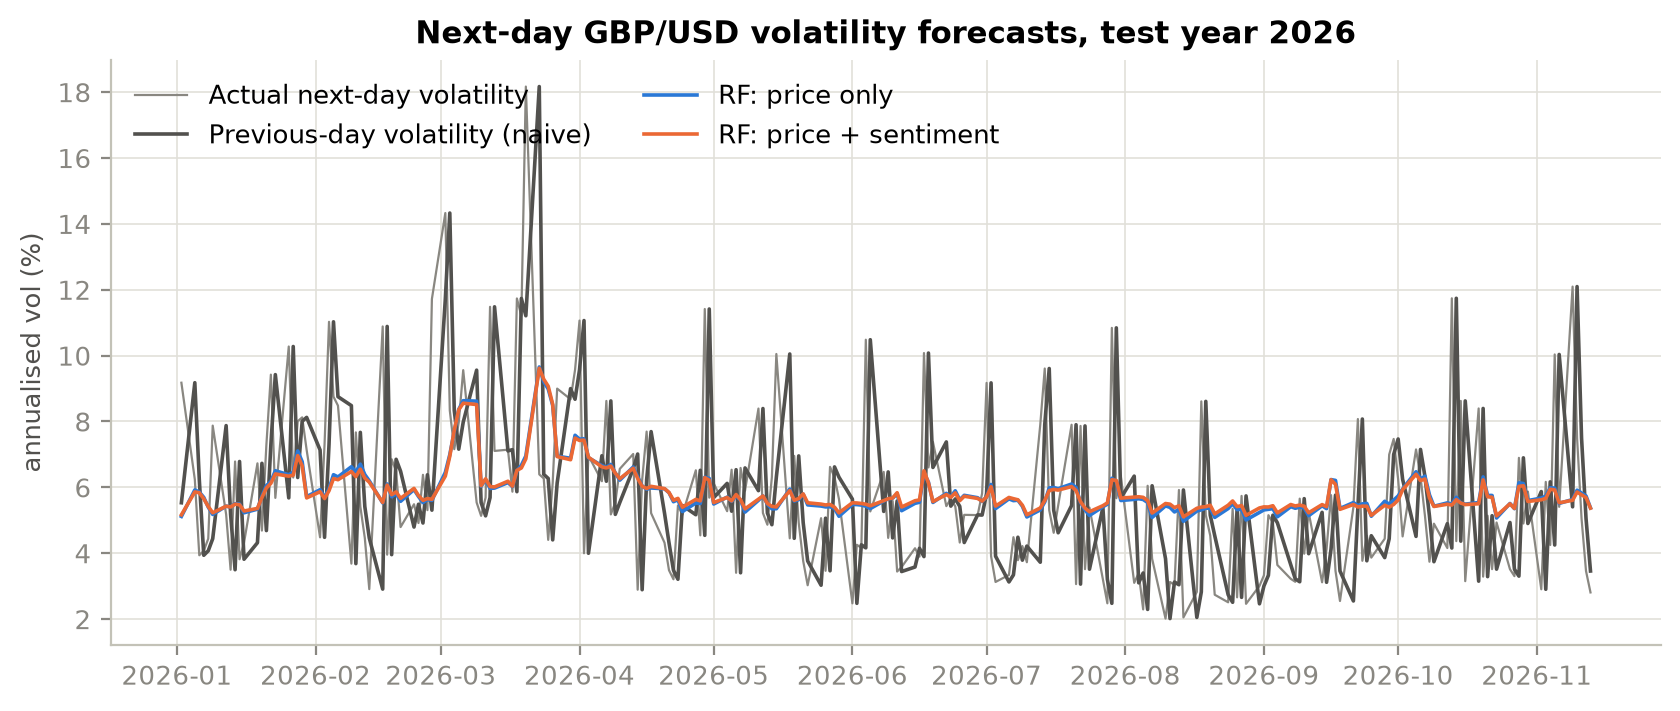 Next-day GBP/USD volatility forecasts, test year 2026
Actual next-day volatility
Previous-day volatility (naive)
RF: price only
RF: price + sentiment
annualised vol (%)
18
16
14
12
10
8
6
4
2
2026-01 2026-02 2026-03 2026-04 2026-05 2026-06 2026-07 2026-08 2026-09 2026-10 2026-11